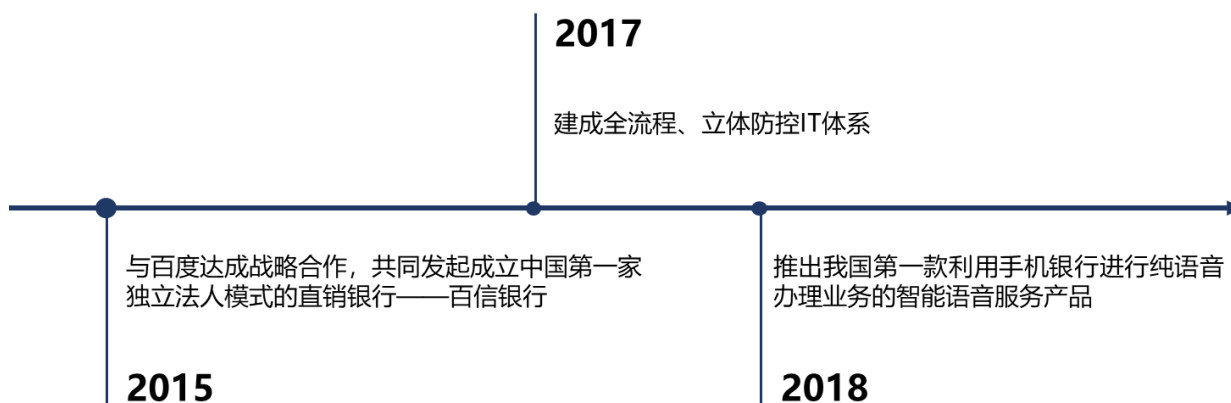 2017
建成全流程、立体防控IT体系
与百度达成战略合作，共同发起成立中国第一家
独立法人模式的直销银行——百信银行
2015
推出我国第一款利用手机银行进行纯语音
办理业务的智能语音服务产品
2018